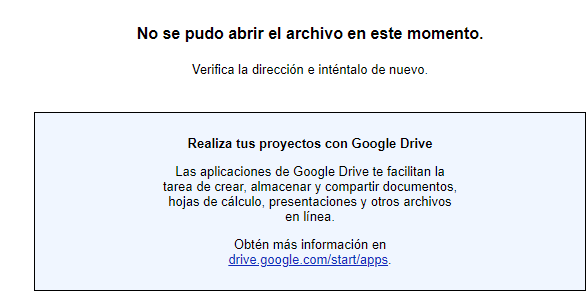 No se pudo abrir el archivo en este momento.
Verifica la dirección e inténtalo de nuevo.
Realiza tus proyectos con Google Drive
Las aplicaciones de Google Drive te facilitan la
tarea de crear, almacenar y compartir documentos,
hojas de cálculo, presentaciones y otros archivos
en línea.
Obtén más información en
drive.google.com/start/apps.